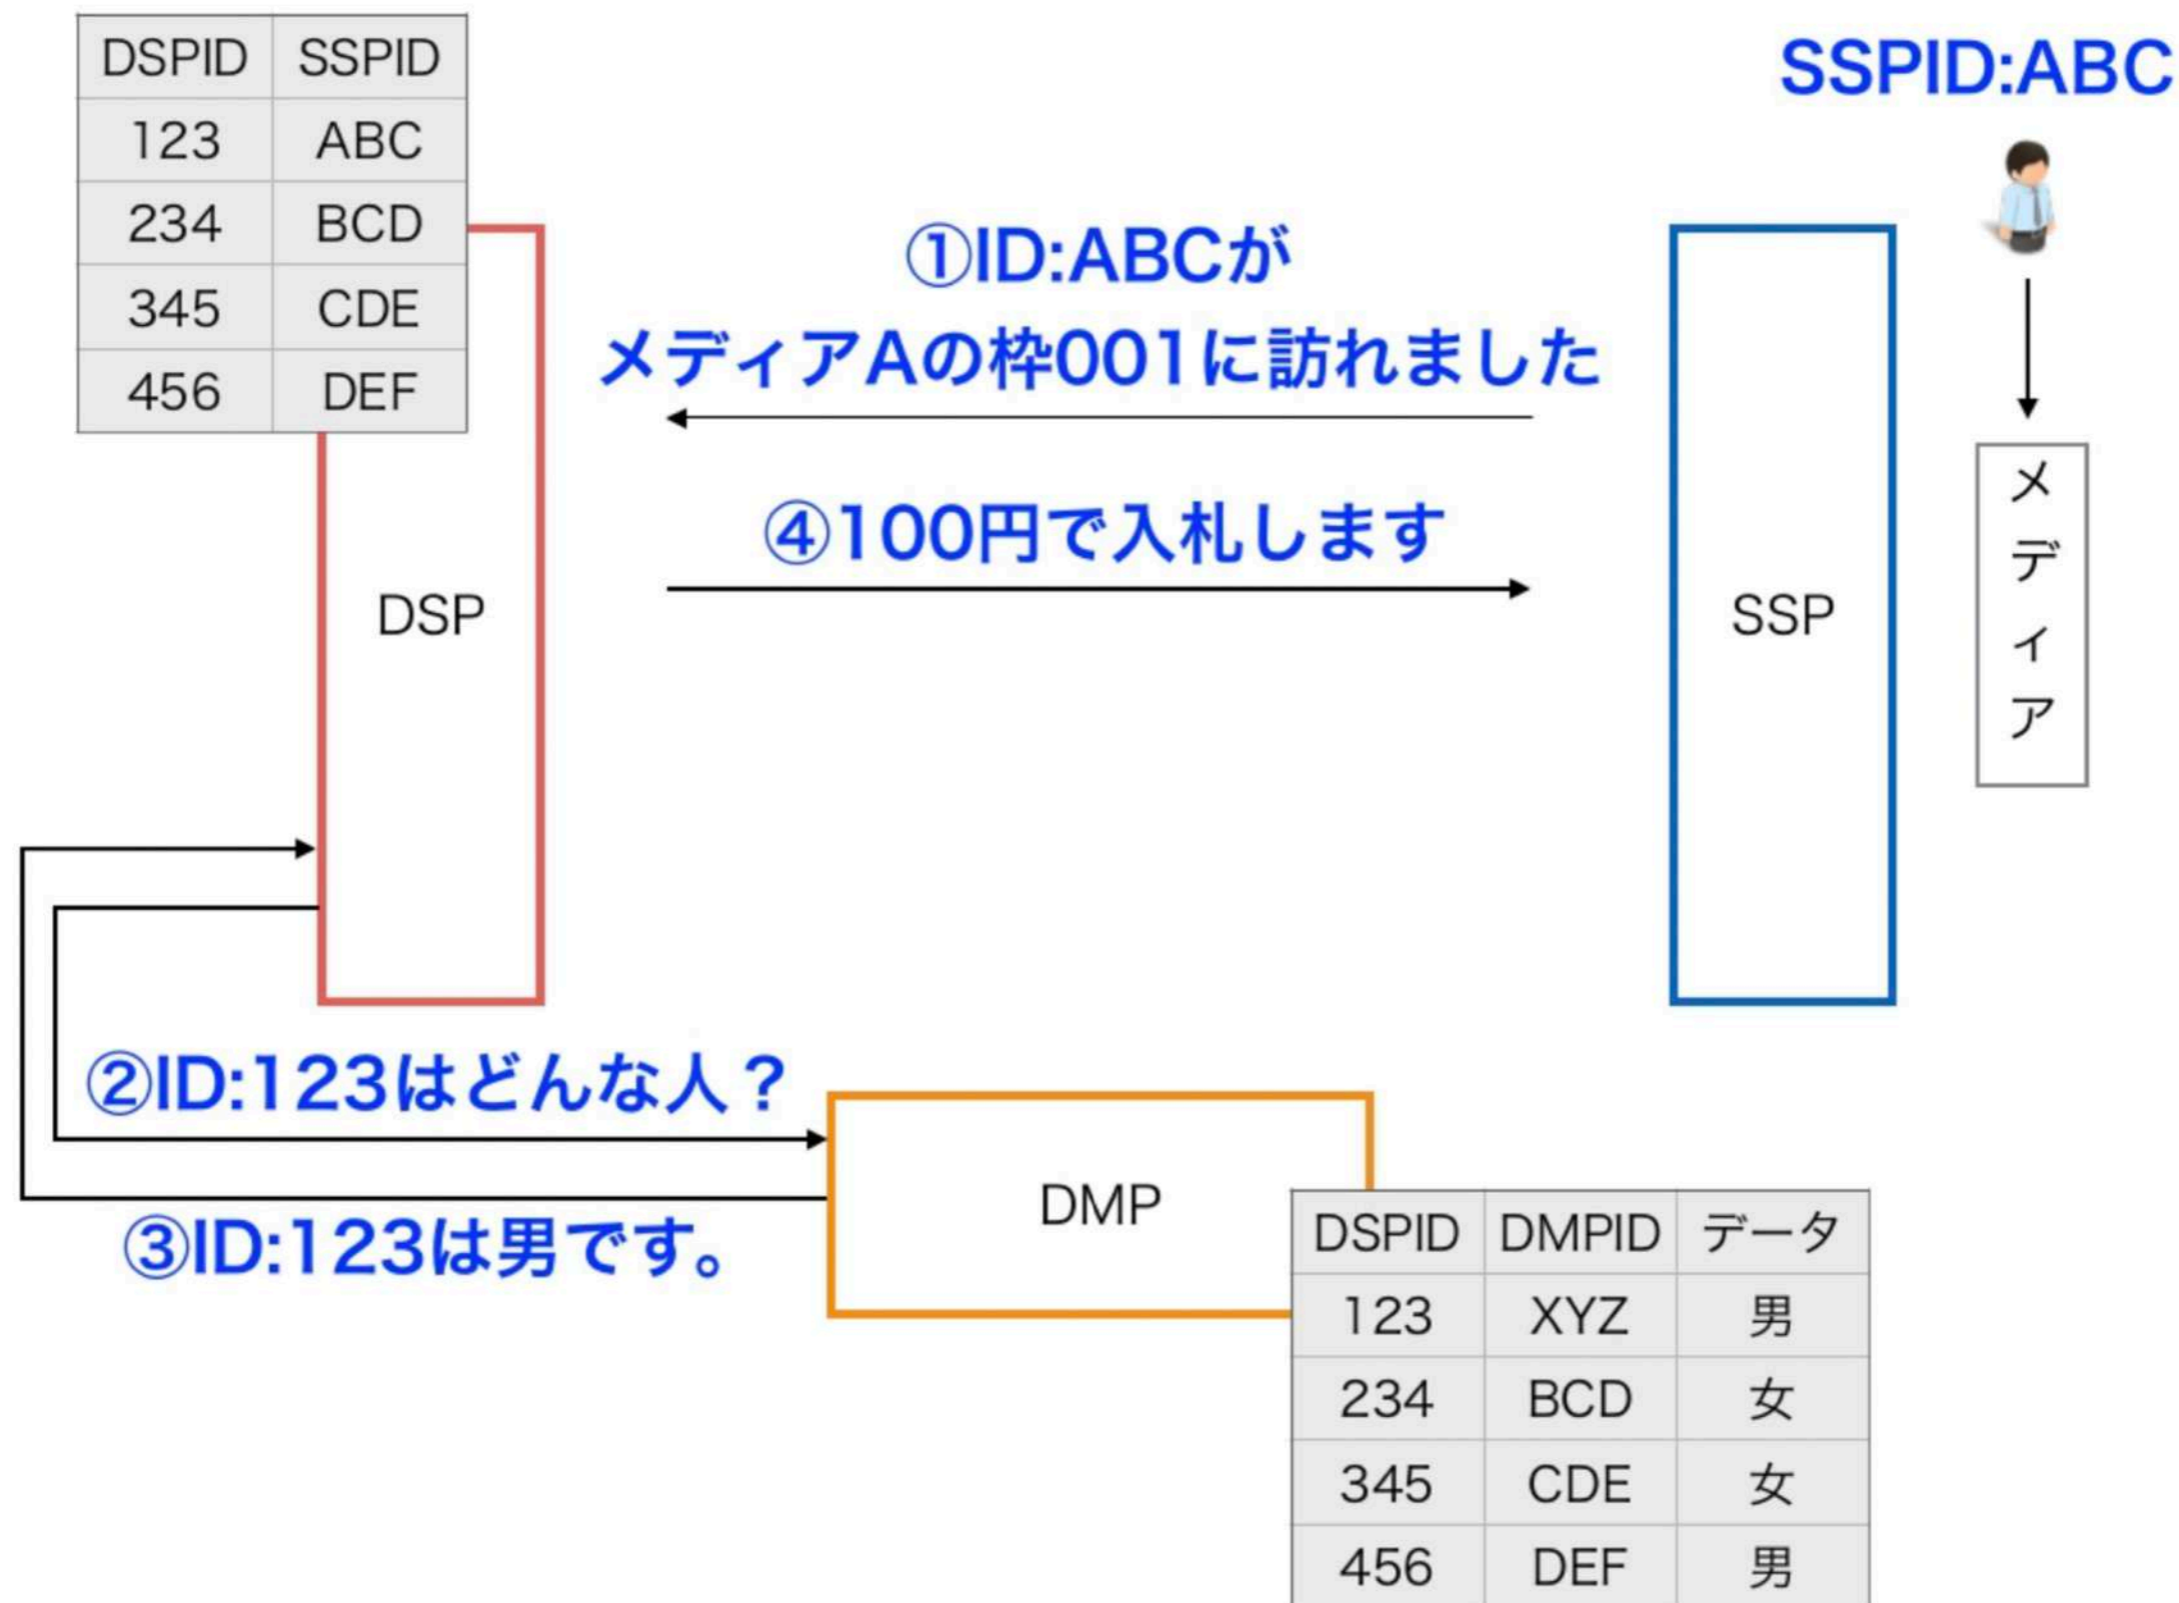 DSPID SSPID
123 ABC
234 BCD
345 CDE
456 DEF
SSPID:ABC
①ID:ABCが
メディアAの枠001に訪れました
④100円で入札します
DSP
SSP
メディア
②ID:123はどんな人？
③ID:123は男です。
DMP
DSPID DMPID データ
123 XYZ 男
234 BCD 女
345 CDE 女
456 DEF 男